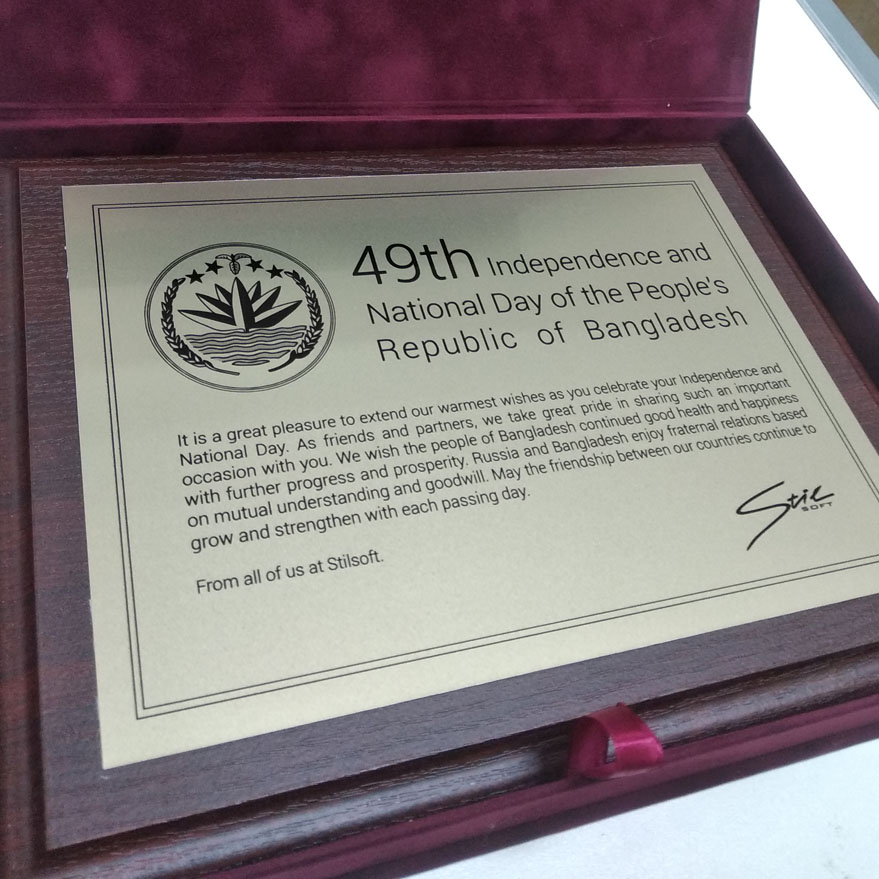 49th Independence and
National Day of the People's
Republic of Bangladesh
It is a great pleasure to extend our warmest wishes as you celebrate your Independence and
National Day. As friends and partners, we take great pride in sharing such an important
occasion with you. We wish the people of Bangladesh continued good health and happiness
with further progress and prosperity. Russia and Bangladesh enjoy fraternal relations based
on mutual understanding and goodwill. May the friendship between our countries continue to
grow and strengthen with each passing day.
From all of us at Stilsoft.
Stil
SOFT